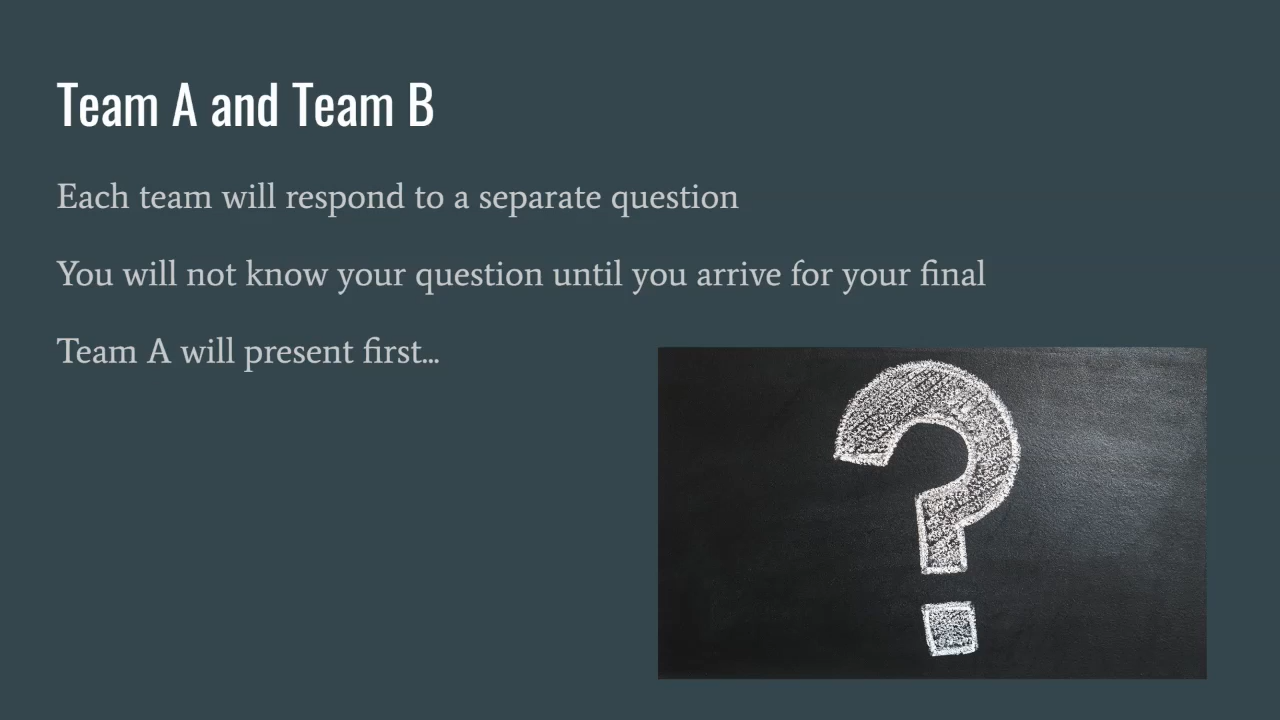 Team A and Team B
Each team will respond to a separate question
You will not know your question until you arrive for your final
Team A will present first...
?